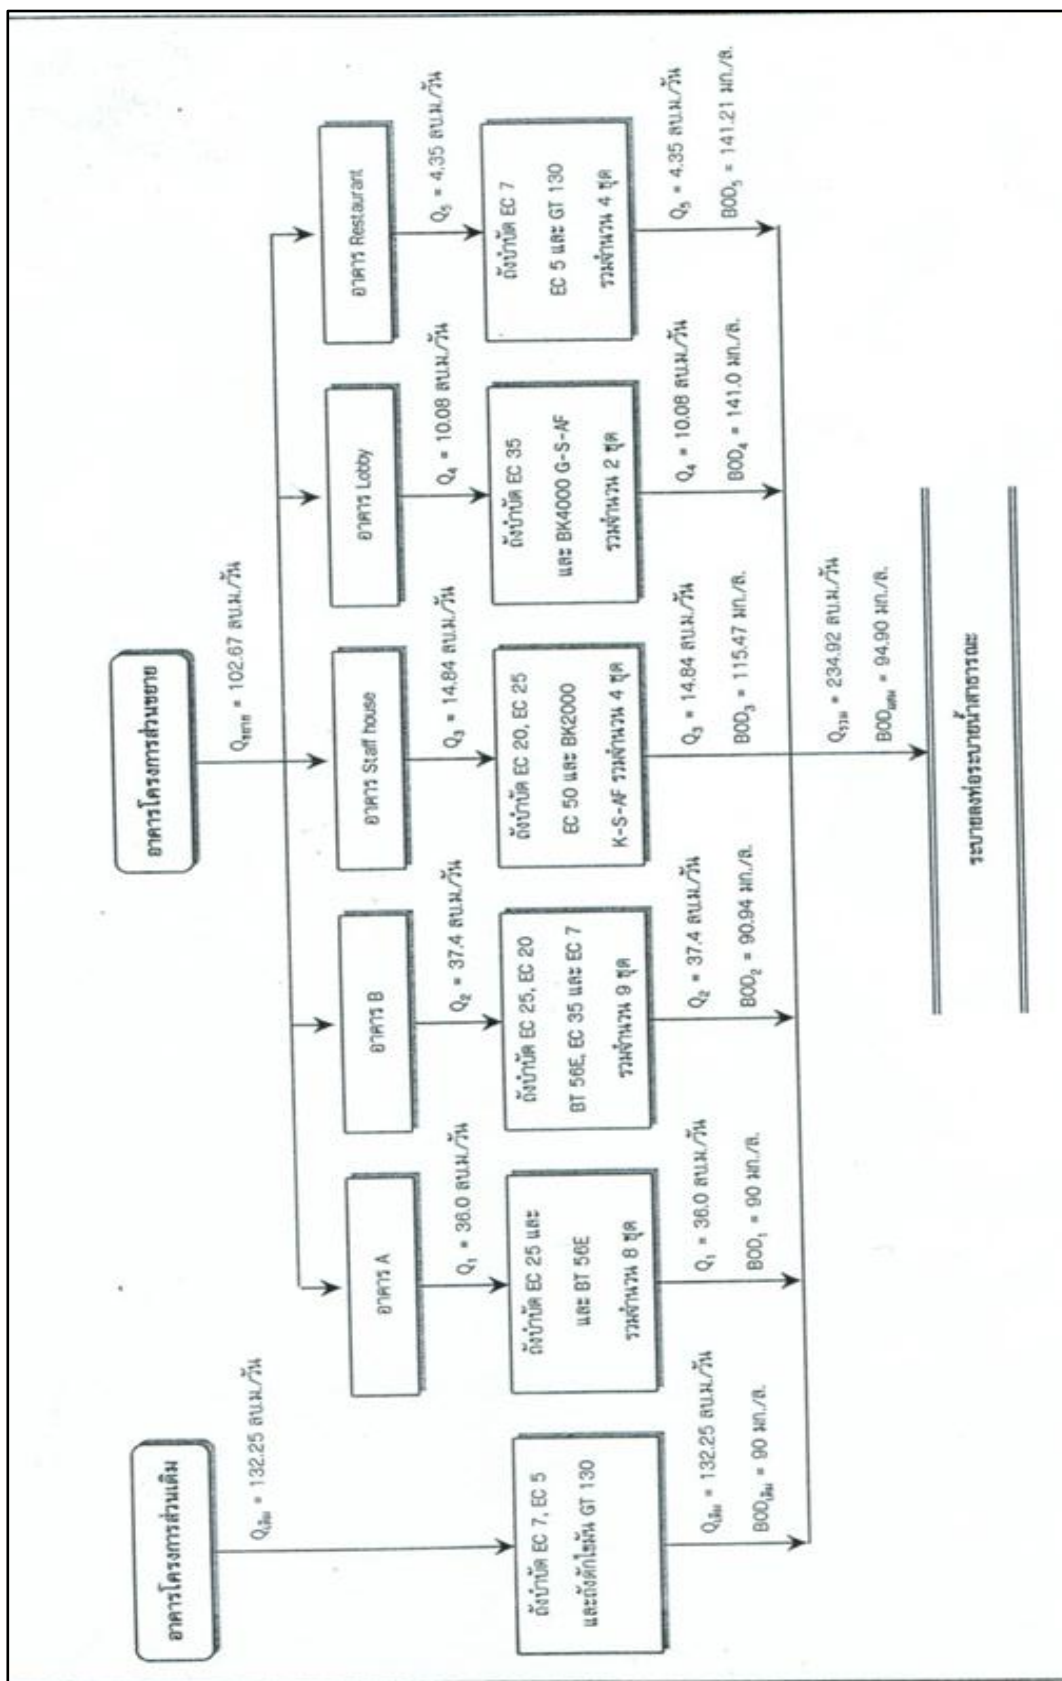 อาคารโครงการส่วนเดิม
Qเดิม = 132.25 ลบ.ม./วัน
ถังบำบัด EC 7, EC 5
และถังดักไขมัน GT 130
Qเดิม = 132.25 ลบ.ม./วัน
BODเดิม = 90 มก./ล.
อาคารโครงการส่วนขยาย
Qขยาย = 102.67 ลบ.ม./วัน
อาคาร A
Q₁ = 36.0 ลบ.ม./วัน
ถังบำบัด EC 25 และ
และ BT 56E
รวมจำนวน 8 ชุด
Q₁ = 36.0 ลบ.ม./วัน
BOD₁ = 90 มก./ล.
อาคาร B
Q₂ = 37.4 ลบ.ม./วัน
ถังบำบัด EC 25, EC 20
BT 56E, EC 35 และ EC 7
รวมจำนวน 9 ชุด
Q₂ = 37.4 ลบ.ม./วัน
BOD₂ = 90.94 มก./ล.
อาคาร Staff house
Q₃ = 14.84 ลบ.ม./วัน
ถังบำบัด EC 20, EC 25
EC 50 และ BK2000
K-S-AF รวมจำนวน 4 ชุด
Q₃ = 14.84 ลบ.ม./วัน
BOD₃ = 115.47 มก./ล.
อาคาร Lobby
Q₄ = 10.08 ลบ.ม./วัน
ถังบำบัด EC 35
และ BK4000 G-S-AF
รวมจำนวน 2 ชุด
Q₄ = 10.08 ลบ.ม./วัน
BOD₄ = 141.0 มก./ล.
อาคาร Restaurant
Q₅ = 4.35 ลบ.ม./วัน
ถังบำบัด EC 7
EC 5 และ GT 130
รวมจำนวน 4 ชุด
Q₅ = 4.35 ลบ.ม./วัน
BOD₅ = 141.21 มก./ล.
Qรวม = 234.92 ลบ.ม./วัน
BODผสม = 94.90 มก./ล.
ระบายลงท่อระบายน้ำสาธารณะ